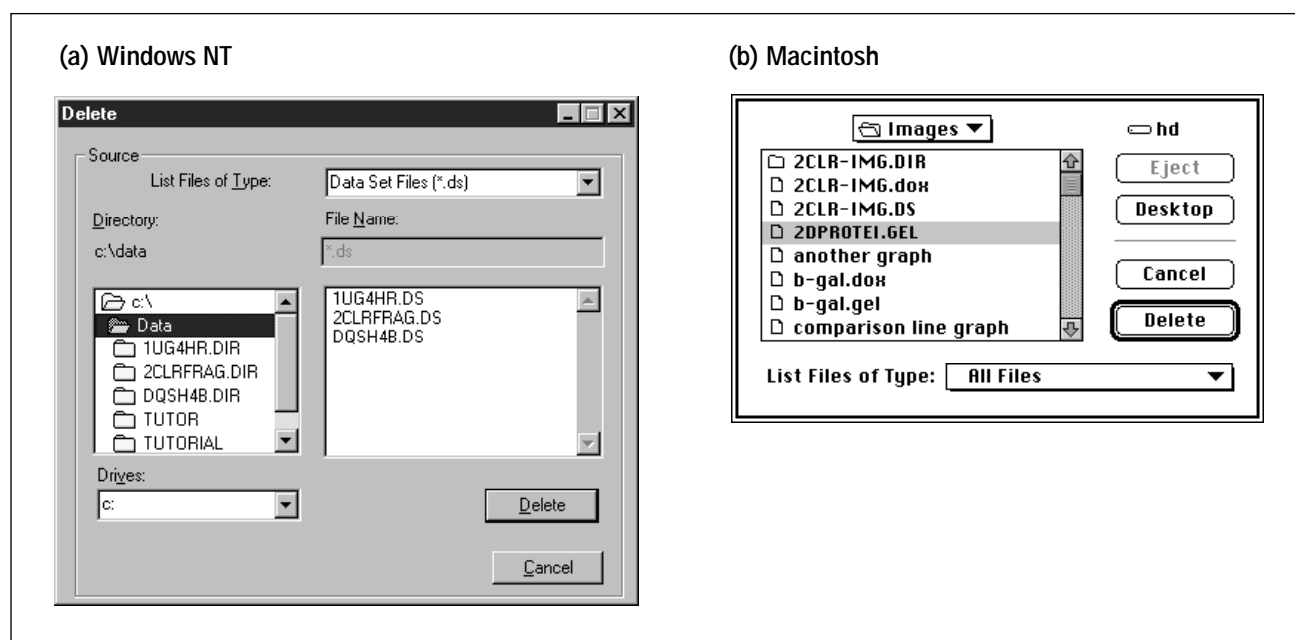 (a) Windows NT
Delete
Source
List Files of Type:
Data Set Files (*.ds)
Directory:
File Name:
c:\data
*.ds
c:\
Data
1UG4HR.DIR
2CLRFRAG.DIR
DQSH4B.DIR
TUTOR
TUTORIAL
1UG4HR.DS
2CLRFRAG.DS
DQSH4B.DS
Drives:
c:
Delete
Cancel
(b) Macintosh
Images
hd
2CLR-IMG.DIR
2CLR-IMG.dox
2CLR-IMG.DS
2DPROTEI.GEL
another graph
b-gal.dox
b-gal.gel
comparison line graph
Eject
Desktop
Cancel
Delete
List Files of Type:
All Files